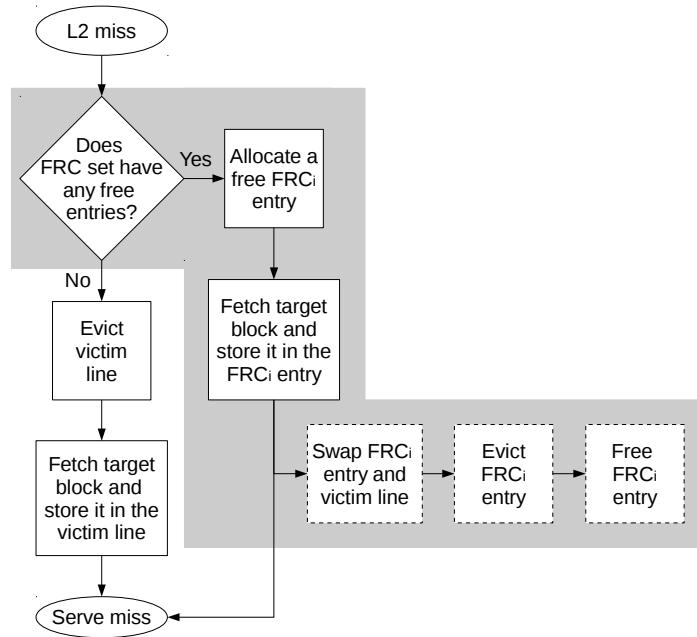 L2 miss
Does
FRC set have
any free
entries?
Yes
Allocate a
free FRCi
entry
No
Evict
victim
line
Fetch target
block and
store it in the
FRCi entry
Fetch target
block and
store it in the
victim line
Swap FRCi
entry and
victim line
Evict
FRCi
entry
Free
FRCi
entry
Serve miss